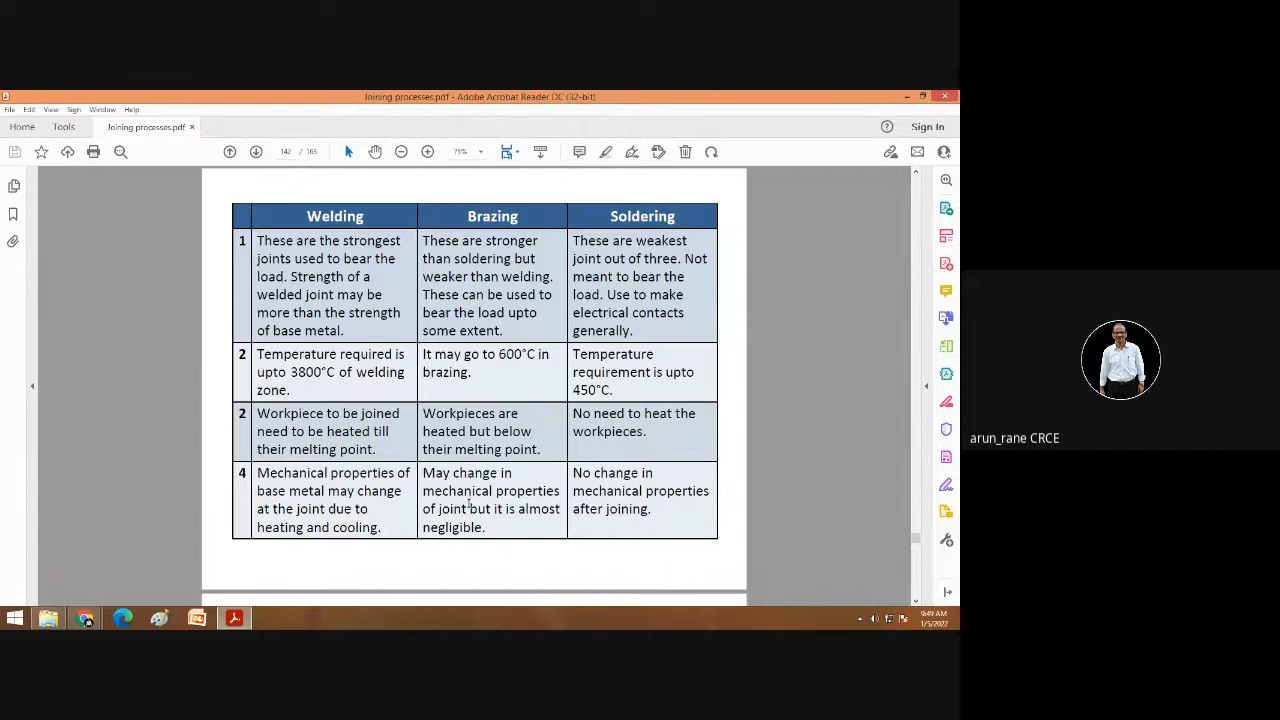 Joining processes.pdf - Adobe Acrobat Reader DC (32-bit)
File Edit View Sign Window Help
Home Tools Joining processes.pdf × Sign In
142 / 163 75%
Welding Brazing Soldering
1 These are the strongest joints used to bear the load. Strength of a welded joint may be more than the strength of base metal.
These are stronger than soldering but weaker than welding. These can be used to bear the load upto some extent.
These are weakest joint out of three. Not meant to bear the load. Use to make electrical contacts generally.
2 Temperature required is upto 3800°C of welding zone.
It may go to 600°C in brazing.
Temperature requirement is upto 450°C.
2 Workpiece to be joined need to be heated till their melting point.
Workpieces are heated but below their melting point.
No need to heat the workpieces.
4 Mechanical properties of base metal may change at the joint due to heating and cooling.
May change in mechanical properties of joint but it is almost negligible.
No change in mechanical properties after joining.
arun_rane CRCE
9:49 AM
1/5/2022